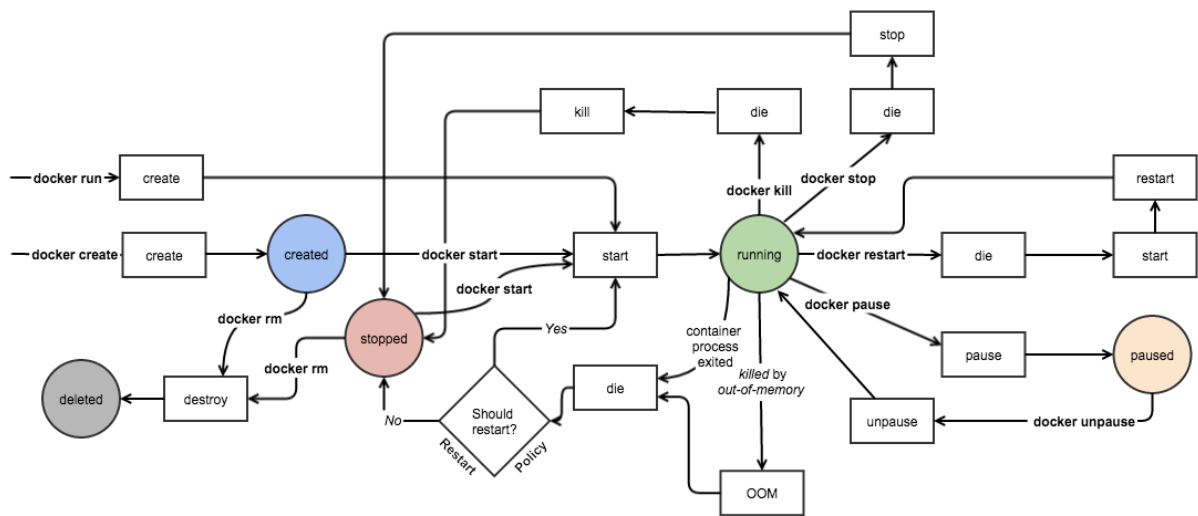 stop
kill
die
die
docker run
create
docker kill
docker stop
restart
docker create
create
created
docker start
start
running
docker restart
die
start
docker start
docker pause
docker rm
stopped
Yes
container
process
exited
pause
paused
docker rm
killed by
out-of-memory
deleted
destroy
die
Should
restart?
No
Restart
Policy
unpause
docker unpause
OOM